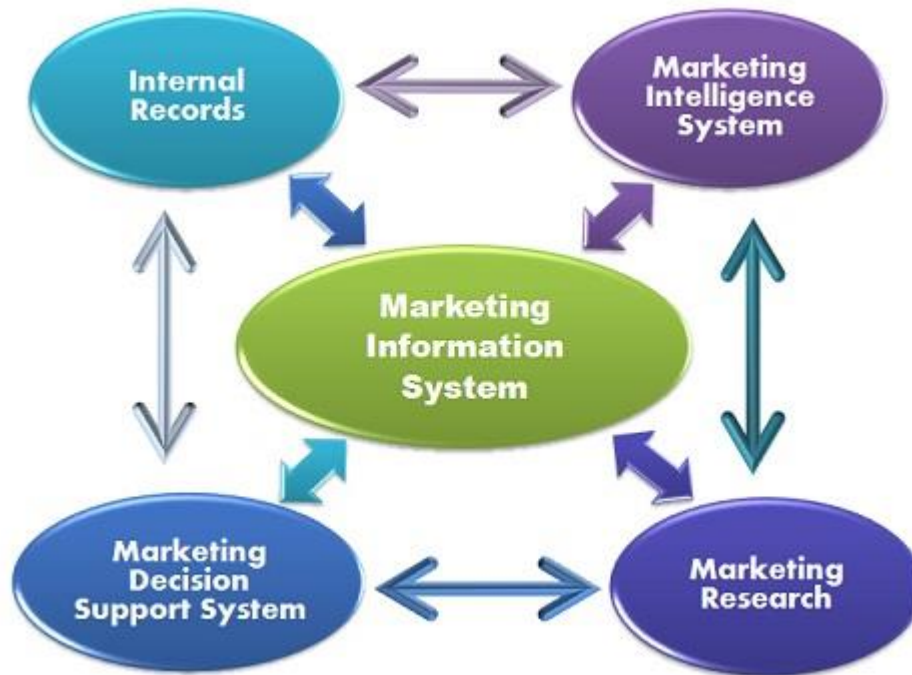 Internal
Records
Marketing
Intelligence
System
Marketing
Information
System
Marketing
Decision
Support System
Marketing
Research